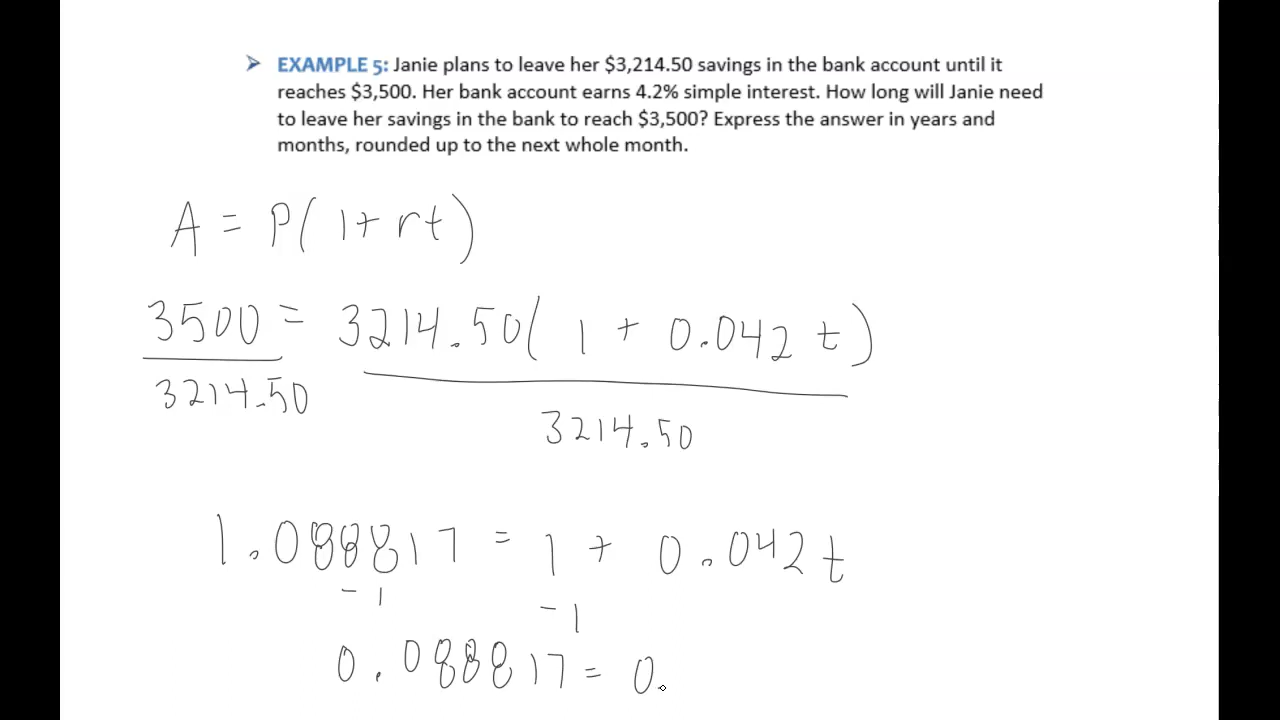 ➤ EXAMPLE 5: Janie plans to leave her $3,214.50 savings in the bank account until it
reaches $3,500. Her bank account earns 4.2% simple interest. How long will Janie need
to leave her savings in the bank to reach $3,500? Express the answer in years and
months, rounded up to the next whole month.
A = P( 1 + rt )
3500 = 3214.50( 1 + 0.042 t )
3214.50 3214.50
1.088817 = 1 + 0.042 t
-1 -1
0.088817 = 0.